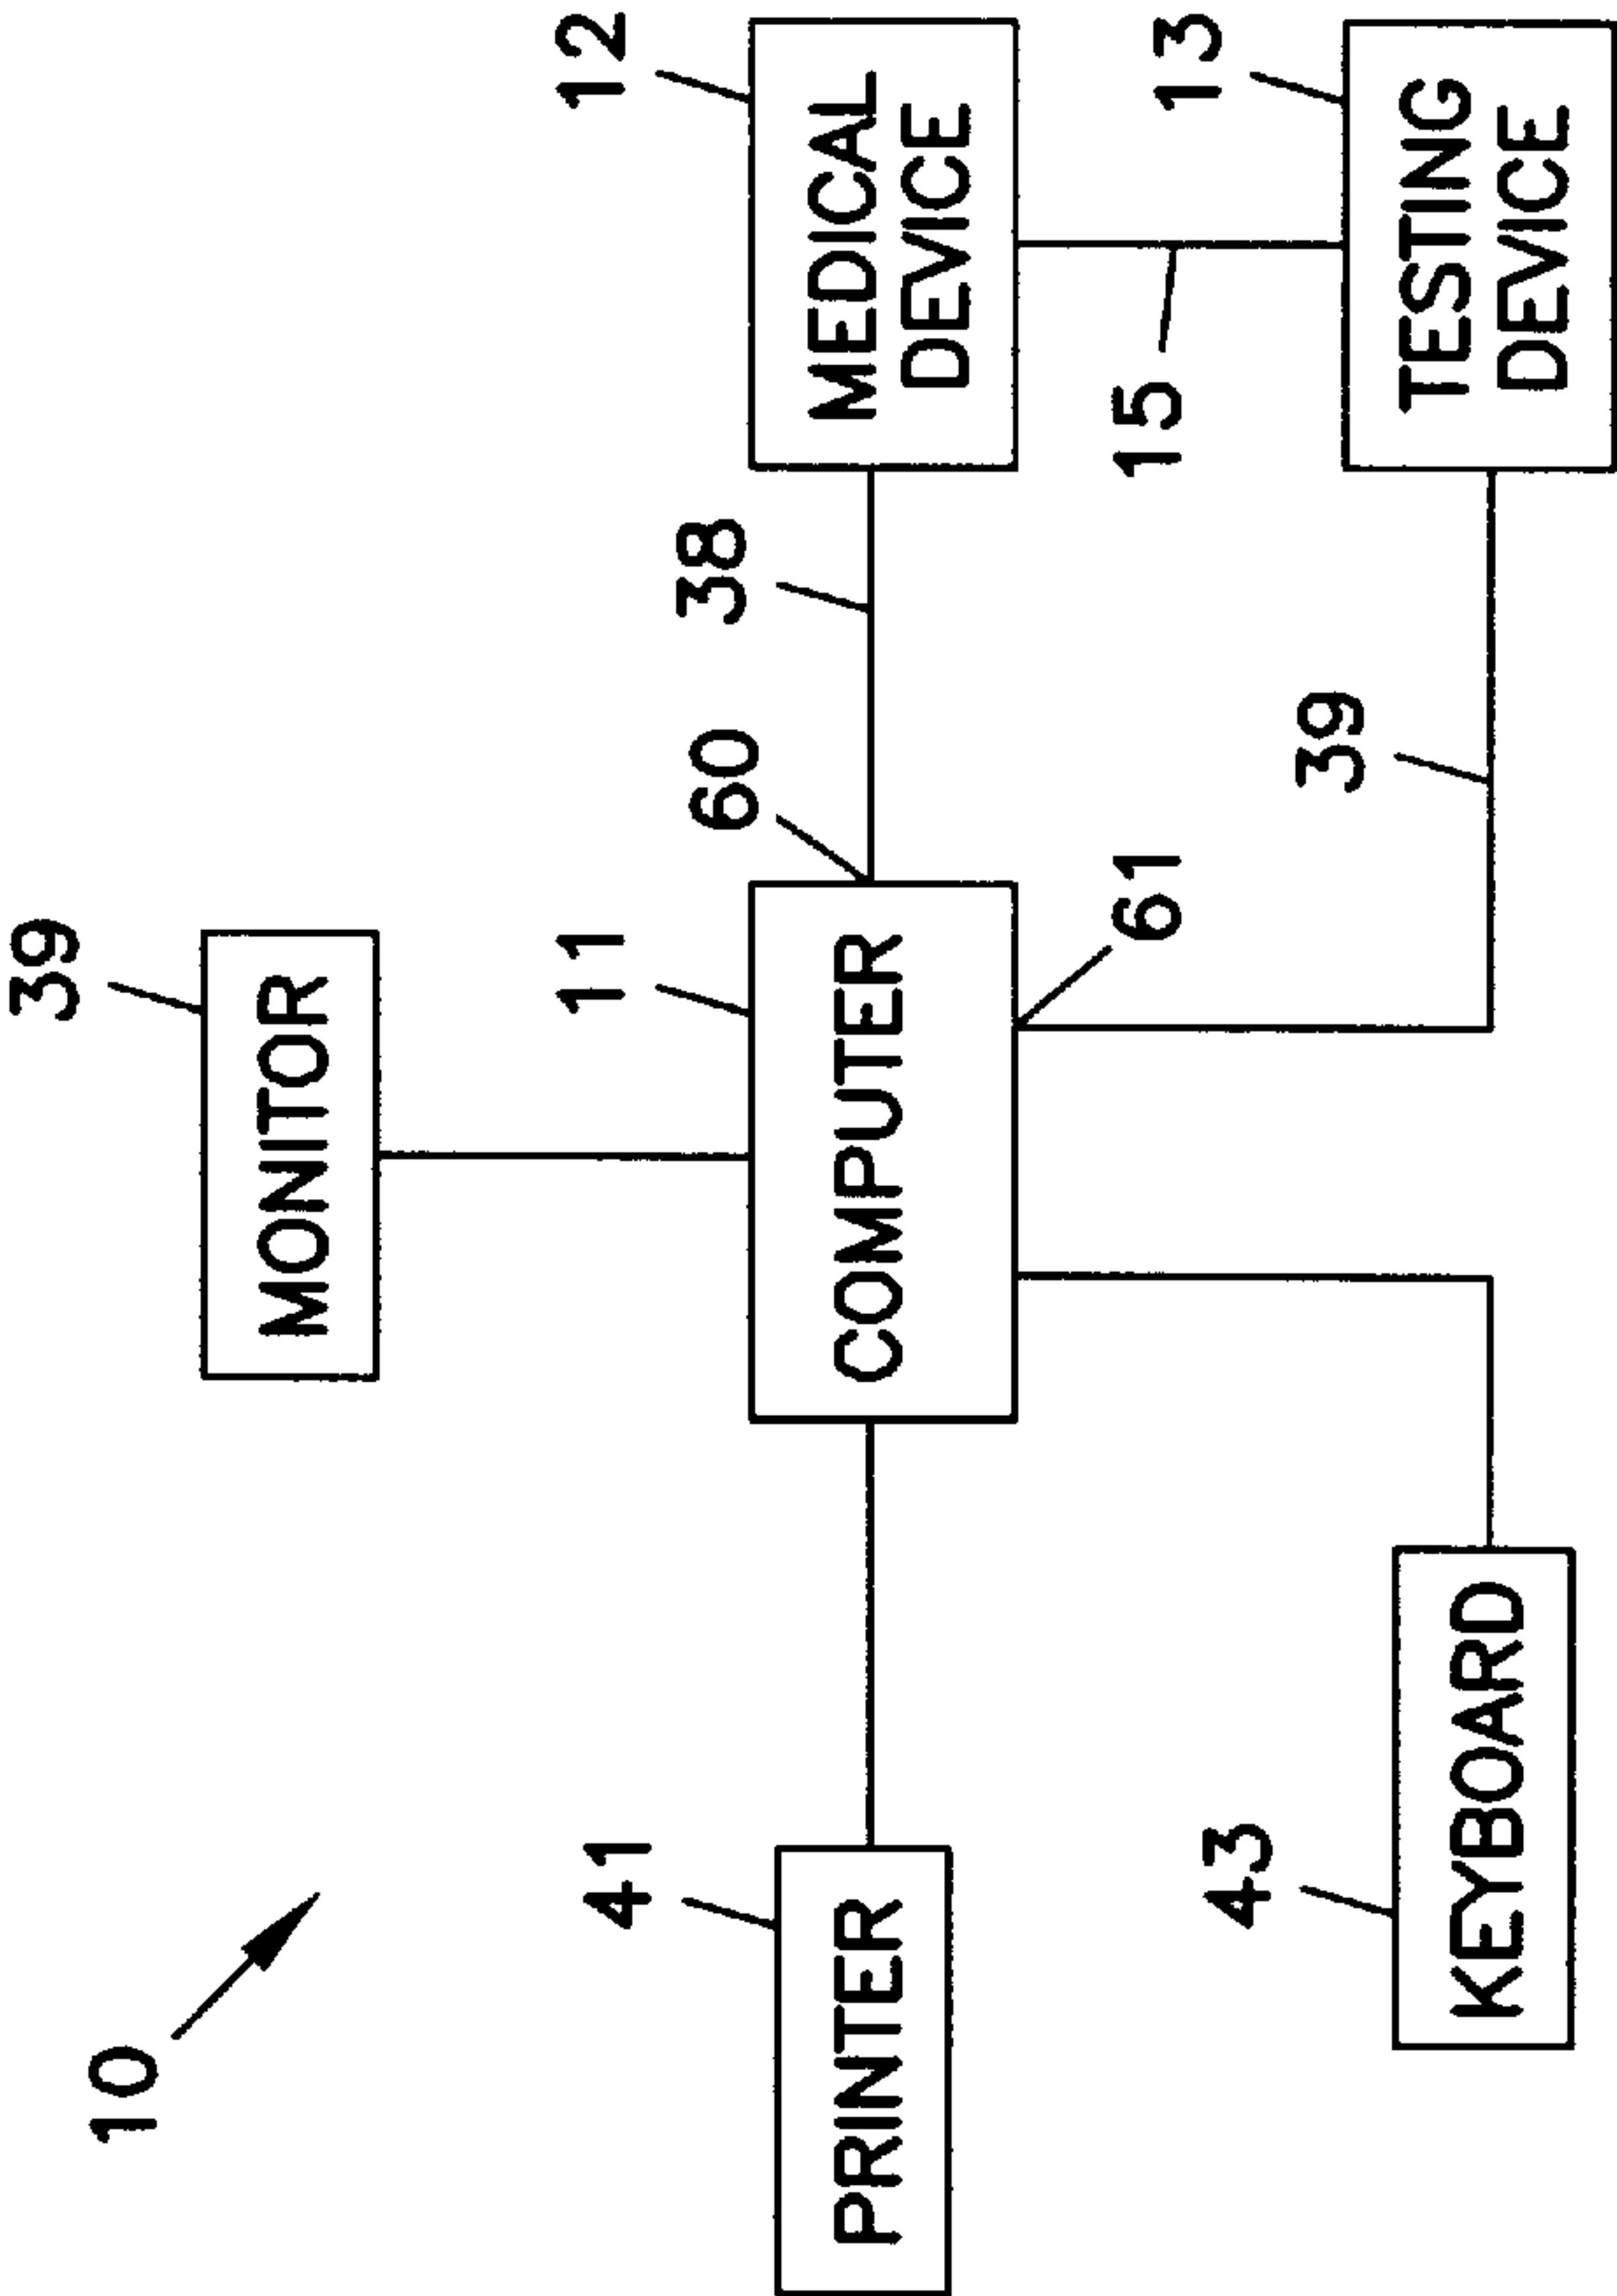 10
39
MONITOR
41
PRINTER
11
COMPUTER
60
38
12
MEDICAL
DEVICE
61
15
43
KEYBOARD
39
13
TESTING
DEVICE